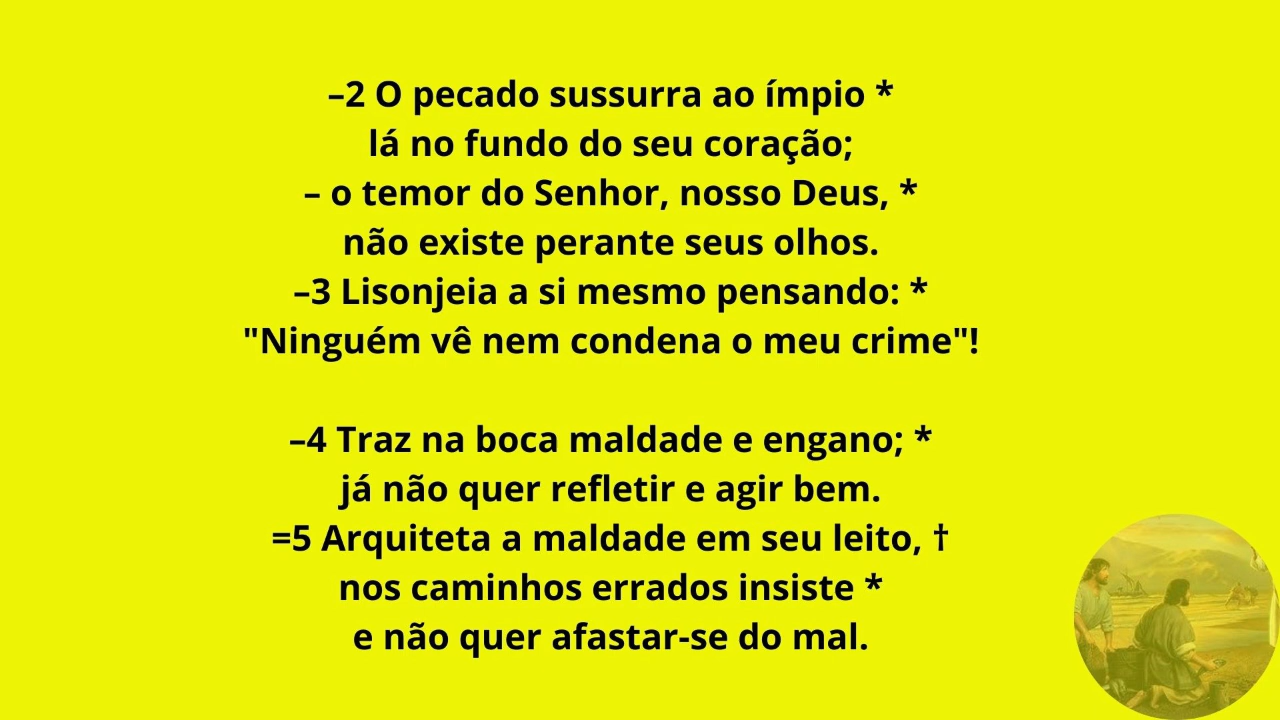 –2 O pecado sussurra ao ímpio *
lá no fundo do seu coração;
– o temor do Senhor, nosso Deus, *
não existe perante seus olhos.
–3 Lisonjeia a si mesmo pensando: *
"Ninguém vê nem condena o meu crime"!
–4 Traz na boca maldade e engano; *
já não quer refletir e agir bem.
=5 Arquiteta a maldade em seu leito, †
nos caminhos errados insiste *
e não quer afastar-se do mal.